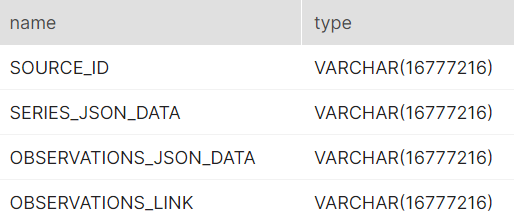 name type
SOURCE_ID VARCHAR(16777216)
SERIES_JSON_DATA VARCHAR(16777216)
OBSERVATIONS_JSON_DATA VARCHAR(16777216)
OBSERVATIONS_LINK VARCHAR(16777216)